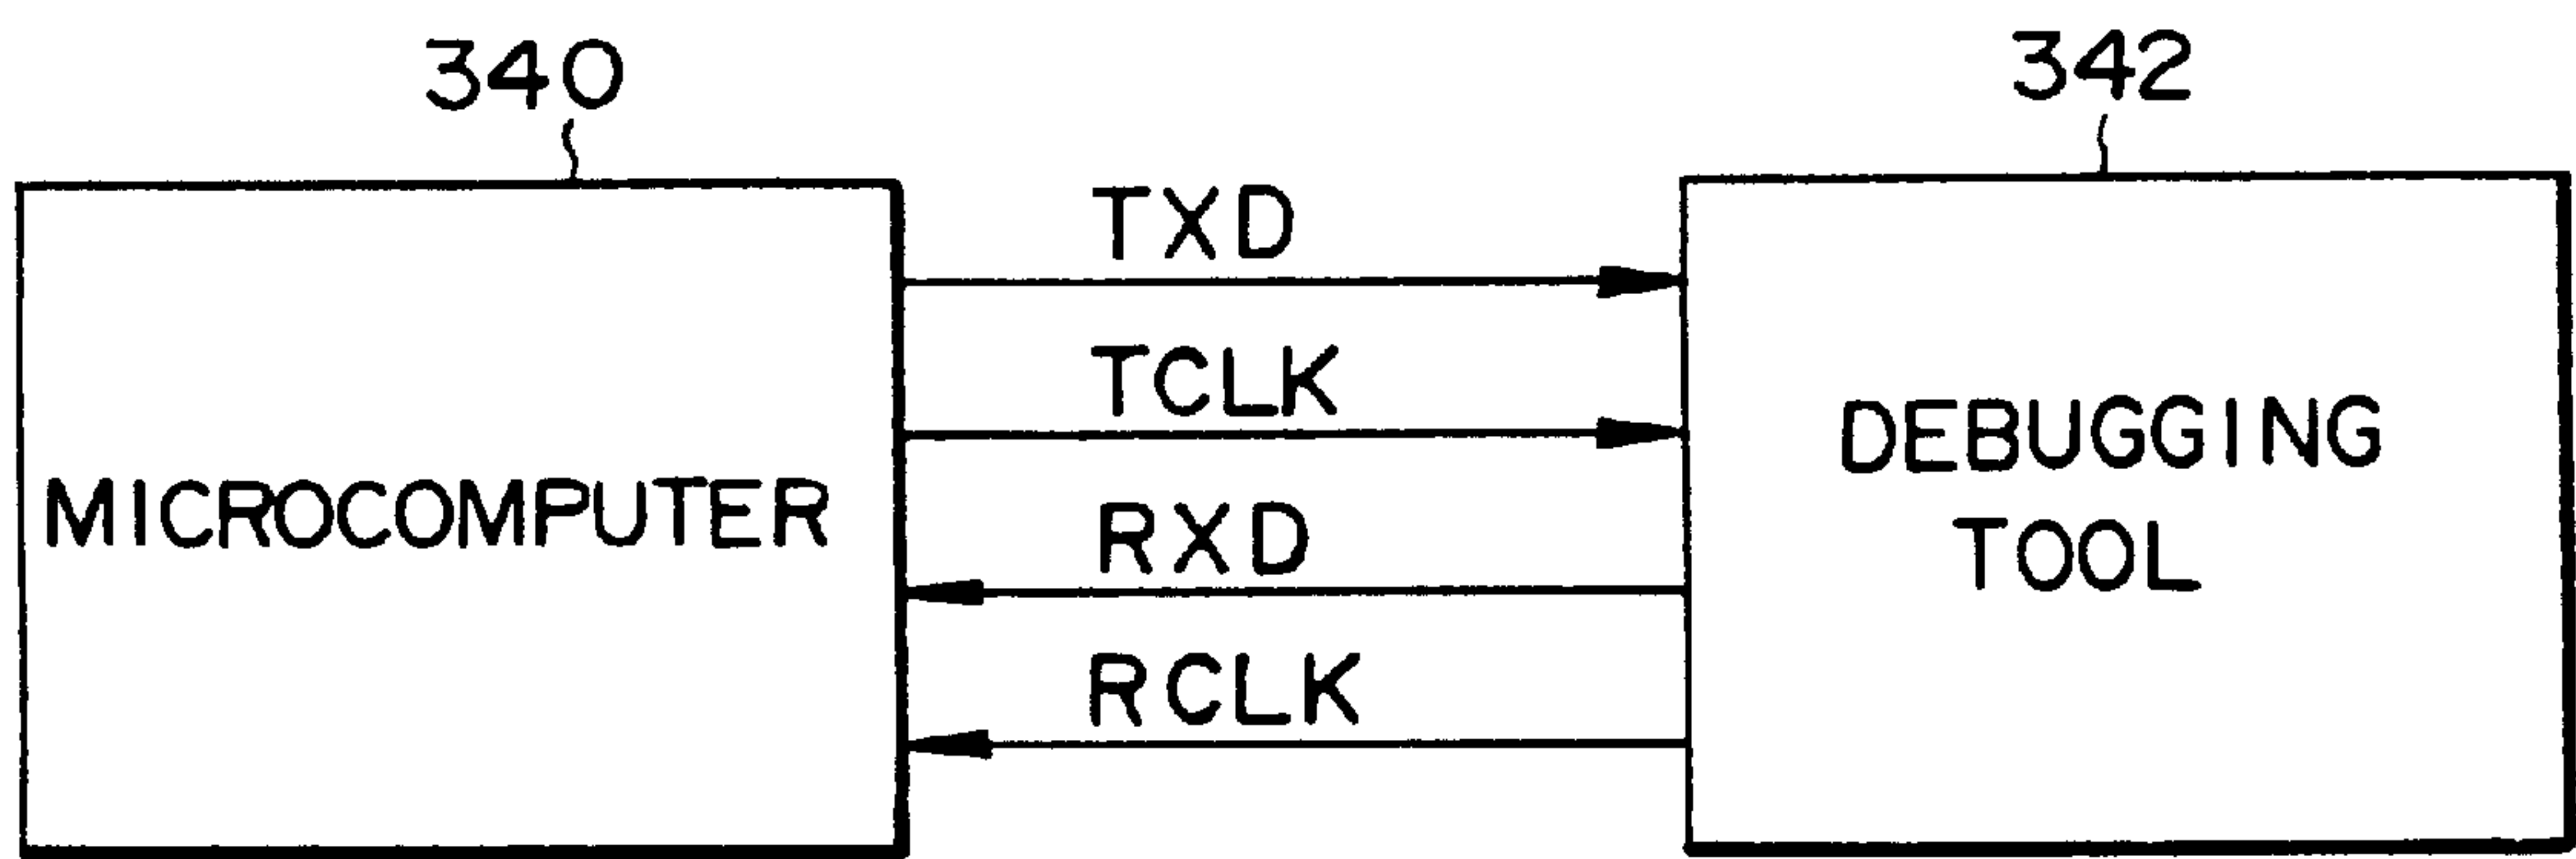 340
342
TXD
TCLK
RXD
RCLK
MICROCOMPUTER
DEBUGGING
TOOL